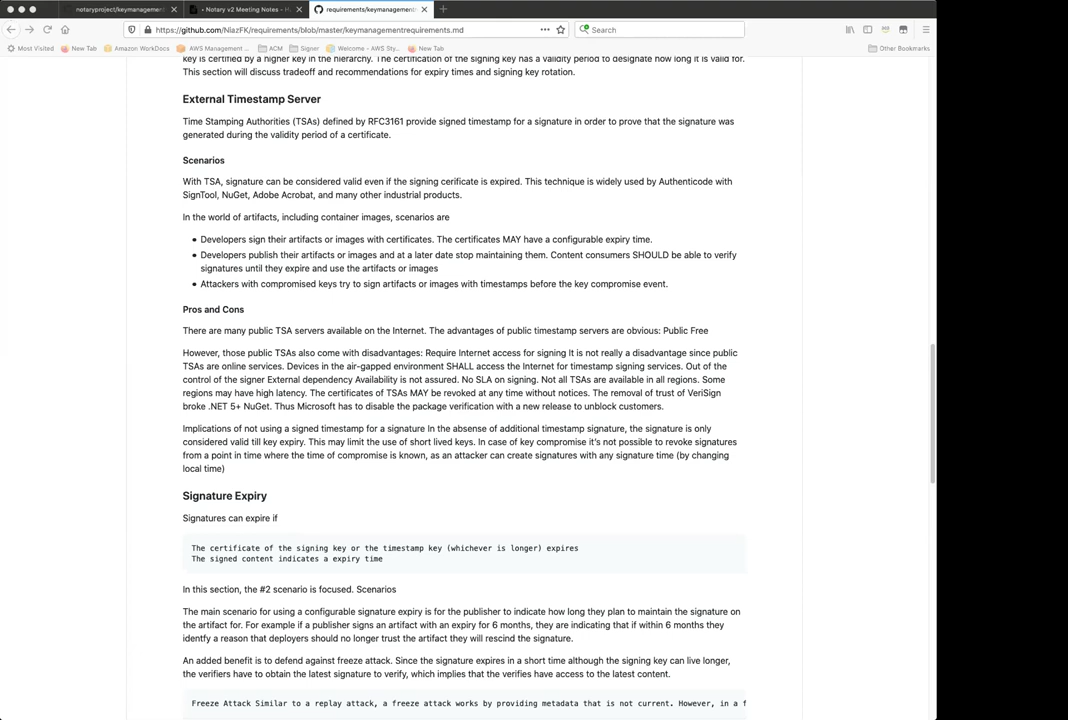 notaryproject/keymanagement
• Notary v2 Meeting Notes - H
requirements/keymanagement
https://github.com/NiazFK/requirements/blob/master/keymanagementrequirements.md
Search
Most Visited
New Tab
Amazon WorkDocs
AWS Management ...
ACM
Signer
Welcome - AWS Sty...
New Tab
Other Bookmarks
key is certified by a higher key in the hierarchy. The certification of the signing key has a validity period to designate how long it is valid for.
This section will discuss tradeoff and recommendations for expiry times and signing key rotation.
External Timestamp Server
Time Stamping Authorities (TSAs) defined by RFC3161 provide signed timestamp for a signature in order to prove that the signature was
generated during the validity period of a certificate.
Scenarios
With TSA, signature can be considered valid even if the signing cerificate is expired. This technique is widely used by Authenticode with
SignTool, NuGet, Adobe Acrobat, and many other industrial products.
In the world of artifacts, including container images, scenarios are
• Developers sign their artifacts or images with certificates. The certificates MAY have a configurable expiry time.
• Developers publish their artifacts or images and at a later date stop maintaining them. Content consumers SHOULD be able to verify
signatures until they expire and use the artifacts or images
• Attackers with compromised keys try to sign artifacts or images with timestamps before the key compromise event.
Pros and Cons
There are many public TSA servers available on the Internet. The advantages of public timestamp servers are obvious: Public Free
However, those public TSAs also come with disadvantages: Require Internet access for signing It is not really a disadvantage since public
TSAs are online services. Devices in the air-gapped environment SHALL access the Internet for timestamp signing services. Out of the
control of the signer External dependency Availability is not assured. No SLA on signing. Not all TSAs are available in all regions. Some
regions may have high latency. The certificates of TSAs MAY be revoked at any time without notices. The removal of trust of VeriSign
broke .NET 5+ NuGet. Thus Microsoft has to disable the package verification with a new release to unblock customers.
Implications of not using a signed timestamp for a signature In the absense of additional timestamp signature, the signature is only
considered valid till key expiry. This may limit the use of short lived keys. In case of key compromise it's not possible to revoke signatures
from a point in time where the time of compromise is known, as an attacker can create signatures with any signature time (by changing
local time)
Signature Expiry
Signatures can expire if
The certificate of the signing key or the timestamp key (whichever is longer) expires
The signed content indicates a expiry time
In this section, the #2 scenario is focused. Scenarios
The main scenario for using a configurable signature expiry is for the publisher to indicate how long they plan to maintain the signature on
the artifact for. For example if a publisher signs an artifact with an expiry for 6 months, they are indicating that if within 6 months they
identfy a reason that deployers should no longer trust the artifact they will rescind the signature.
An added benefit is to defend against freeze attack. Since the signature expires in a short time although the signing key can live longer,
the verifiers have to obtain the latest signature to verify, which implies that the verifies have access to the latest content.
Freeze Attack Similar to a replay attack, a freeze attack works by providing metadata that is not current. However, in a f